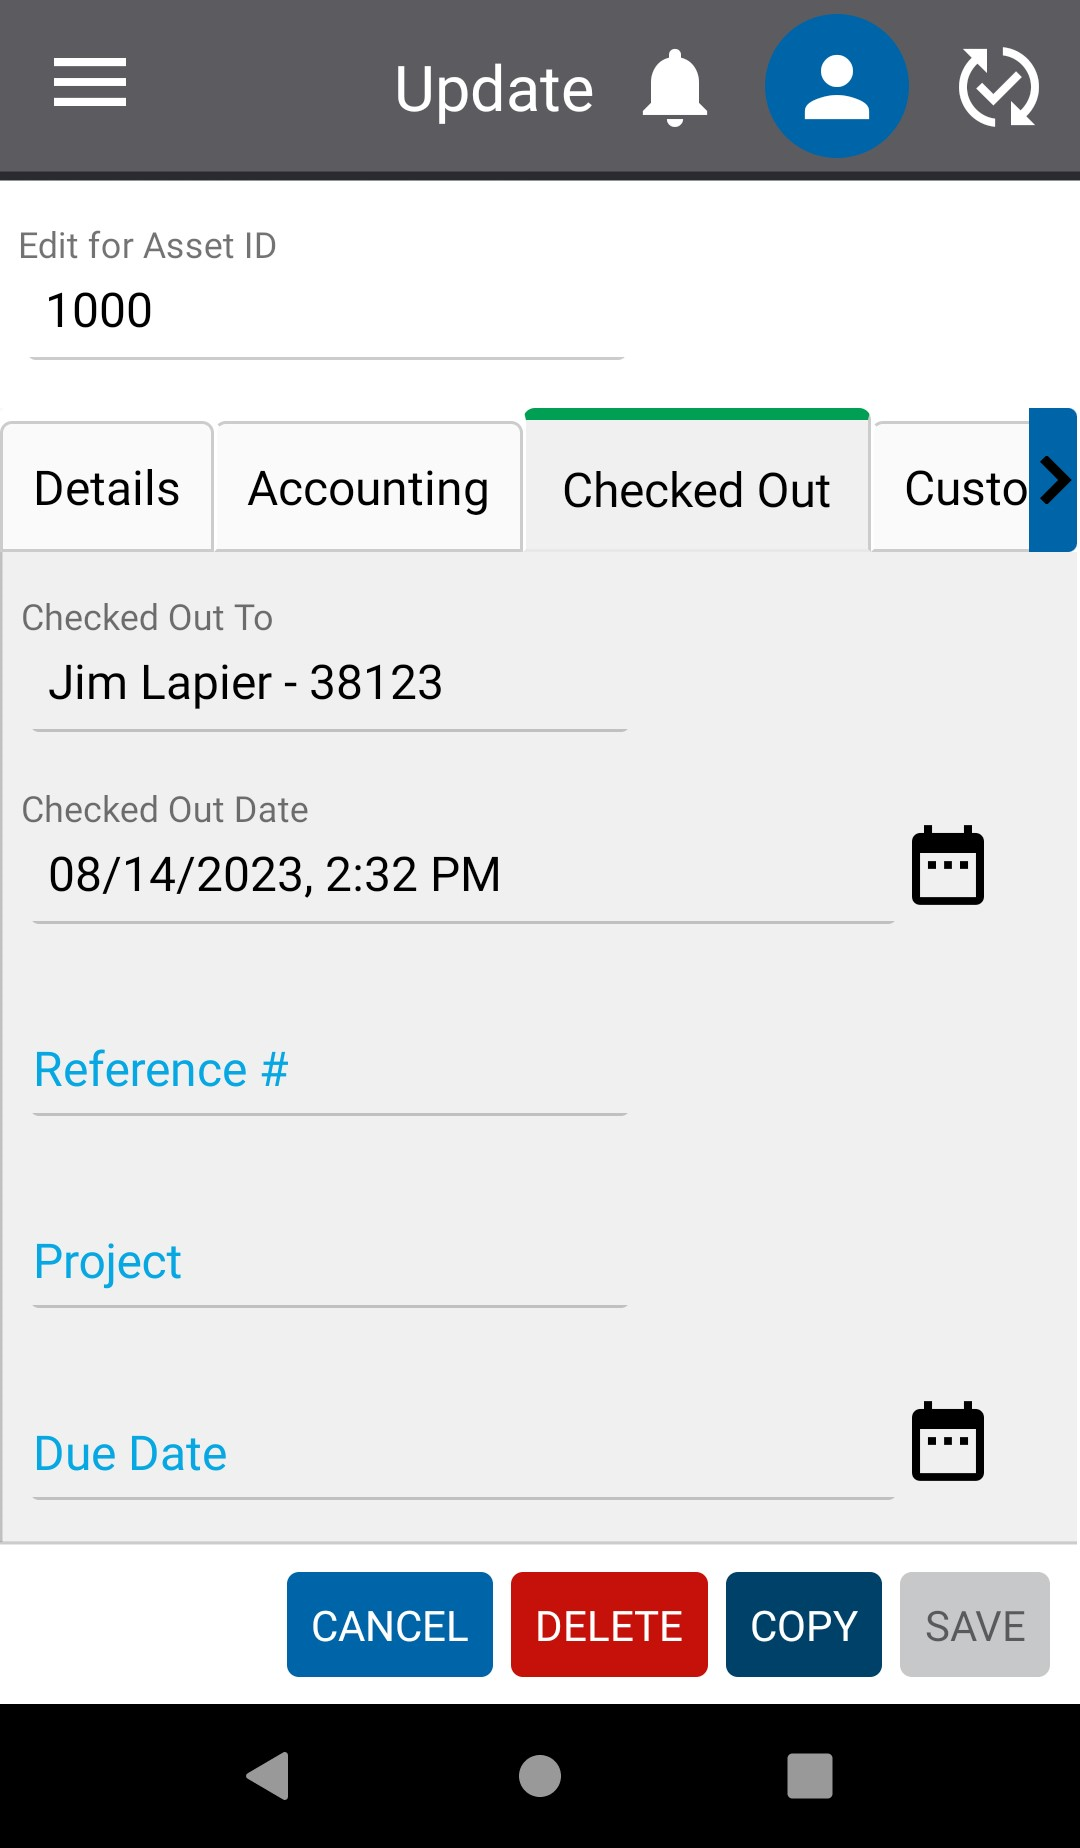 Update
Edit for Asset ID
1000
Details Accounting Checked Out Custo
Checked Out To
Jim Lapier - 38123
Checked Out Date
08/14/2023, 2:32 PM
Reference #
Project
Due Date
CANCEL DELETE COPY SAVE